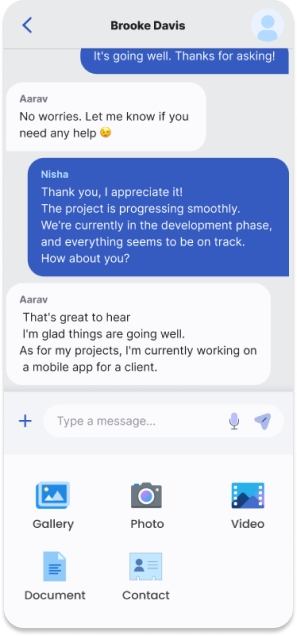 Brooke Davis
It's going well. Thanks for asking!
Aarav
No worries. Let me know if you
need any help 😉
Nisha
Thank you, I appreciate it!
The project is progressing smoothly.
We're currently in the development phase,
and everything seems to be on track.
How about you?
Aarav
That's great to hear
I'm glad things are going well.
As for my projects, I'm currently working on
a mobile app for a client.
Type a message...
Gallery
Photo
Video
Document
Contact